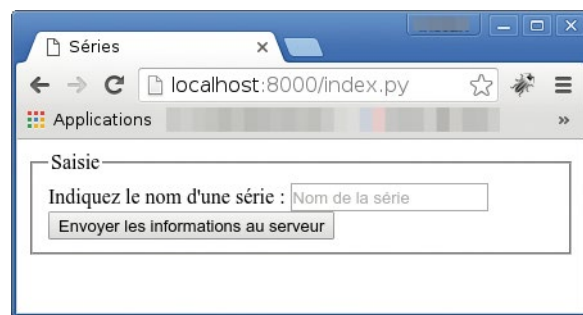 Séries
localhost:8000/index.py
Applications
Saisie
Indiquez le nom d'une série : Nom de la série
Envoyer les informations au serveur